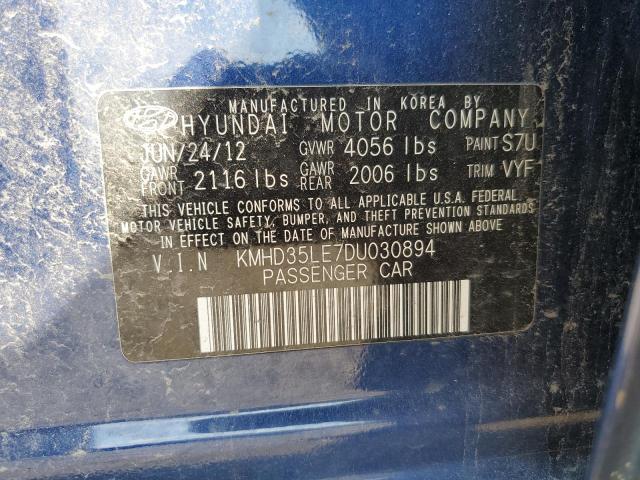 MANUFACTURED IN KOREA BY
HYUNDAI MOTOR COMPANY
JUN/24/12 GVWR 4056 lbs PAINT S7U
GAWR FRONT 2116 lbs GAWR REAR 2006 lbs TRIM VYF
THIS VEHICLE CONFORMS TO ALL APPLICABLE U.S.A. FEDERAL
MOTOR VEHICLE SAFETY, BUMPER, AND THEFT PREVENTION STANDARDS
IN EFFECT ON THE DATE OF MANUFACTURE SHOWN ABOVE
V.I.N KMHD35LE7DU030894
PASSENGER CAR